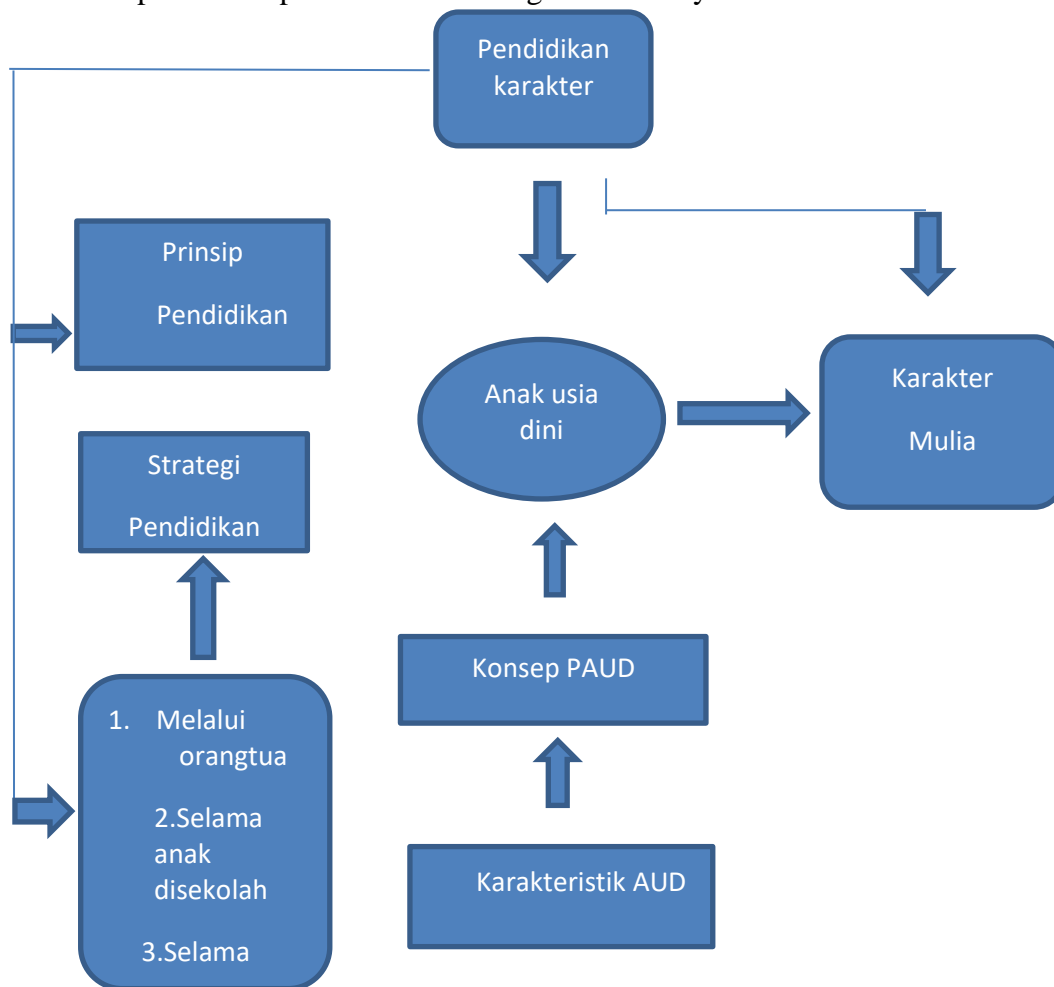 Pendidikan
karakter
Prinsip
Pendidikan
Anak usia
dini
Karakter
Mulia
Strategi
Pendidikan
Konsep PAUD
1. Melalui
orangtua
2.Selama
anak
disekolah
3.Selama
Karakteristik AUD